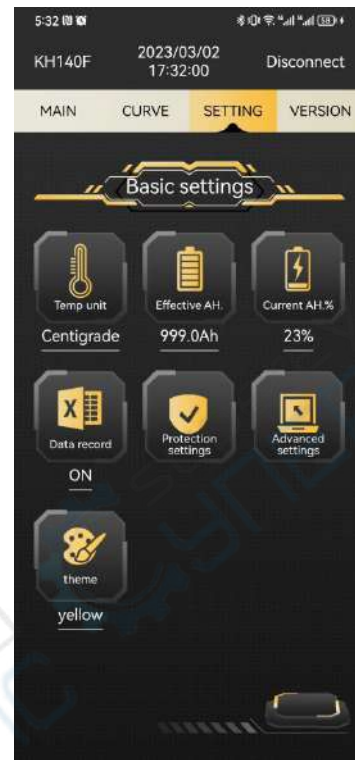 5:32
58
KH140F
2023/03/02
17:32:00
Disconnect
MAIN CURVE SETTING VERSION
Basic settings
Temp unit
Effective AH.
Current AH.%
Centigrade
999.0Ah
23%
X
Data record
Protection
settings
Advanced
settings
ON
theme
yellow